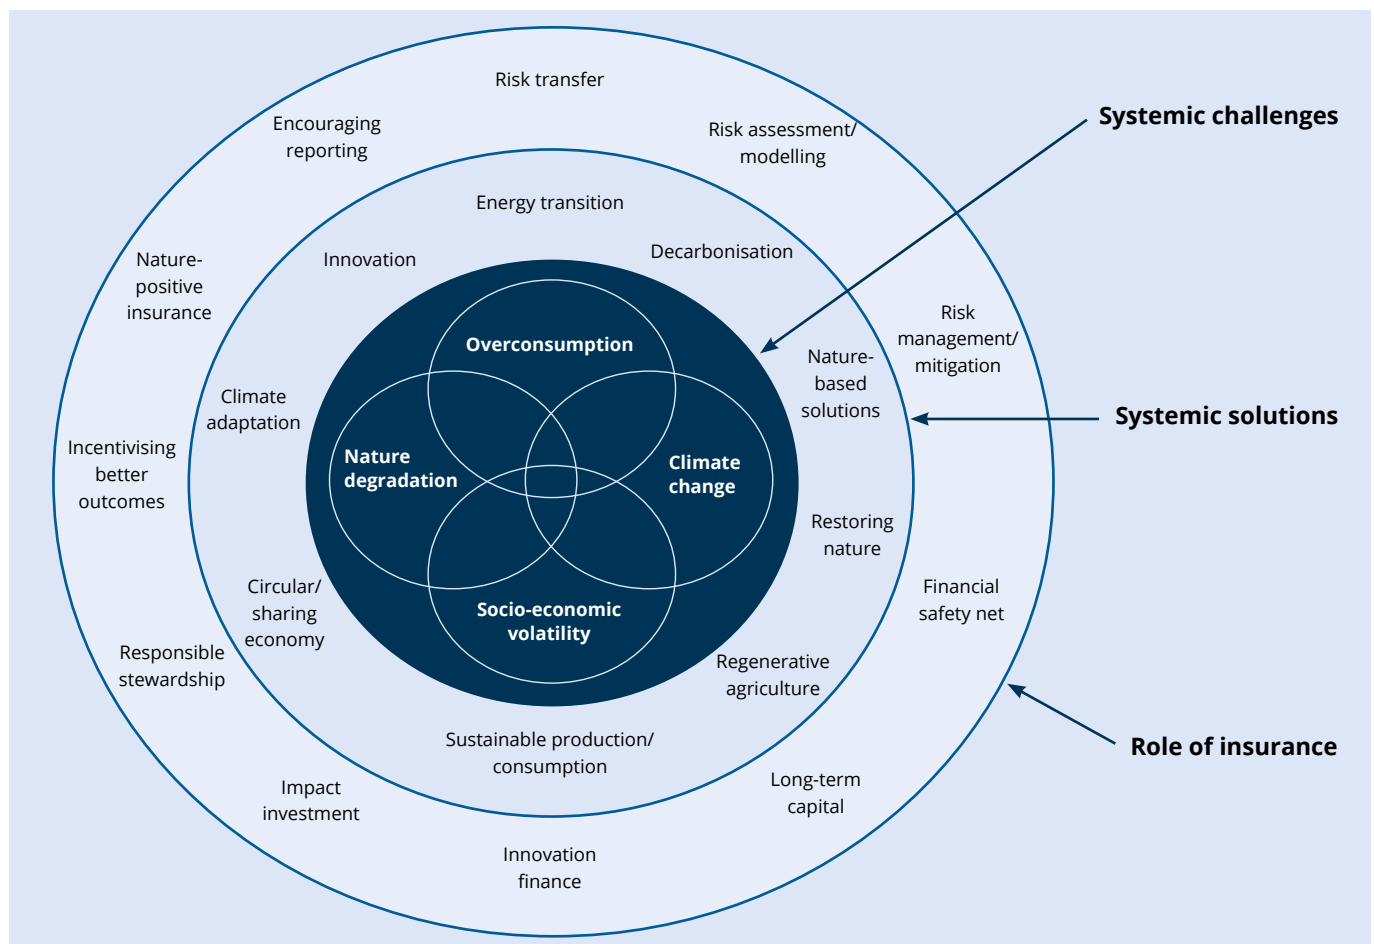 Risk transfer
Encouraging
reporting
Risk assessment/
modelling
Systemic challenges
Energy transition
Innovation
Decarbonisation
Nature-
positive
insurance
Risk
management/
mitigation
Overconsumption
Nature-
based
solutions
Climate
adaptation
Systemic solutions
Incentivising
better
outcomes
Nature
degradation
Climate
change
Restoring
nature
Circular/
sharing
economy
Socio-economic
volatility
Financial
safety net
Responsible
stewardship
Regenerative
agriculture
Sustainable production/
consumption
Role of insurance
Impact
investment
Long-term
capital
Innovation
finance